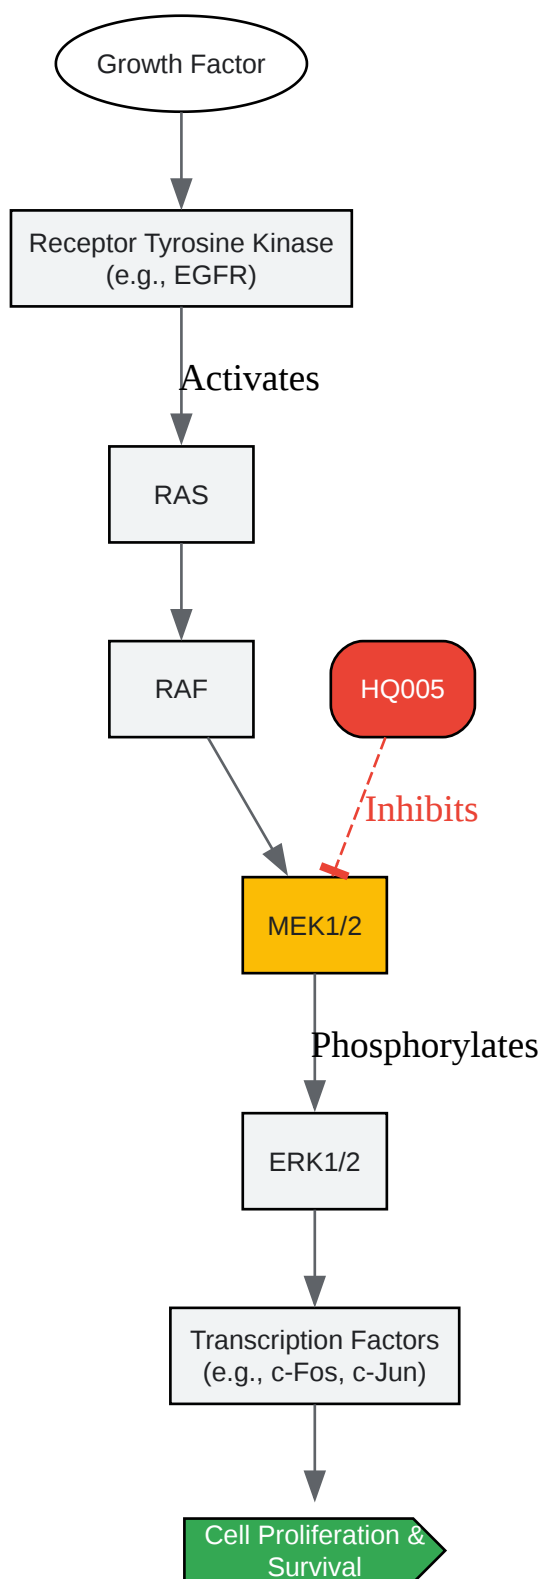 Growth Factor
Receptor Tyrosine Kinase
(e.g., EGFR)
Activates
RAS
RAF
HQ005
Inhibits
MEK1/2
Phosphorylates
ERK1/2
Transcription Factors
(e.g., c-Fos, c-Jun)
Cell Proliferation &
Survival